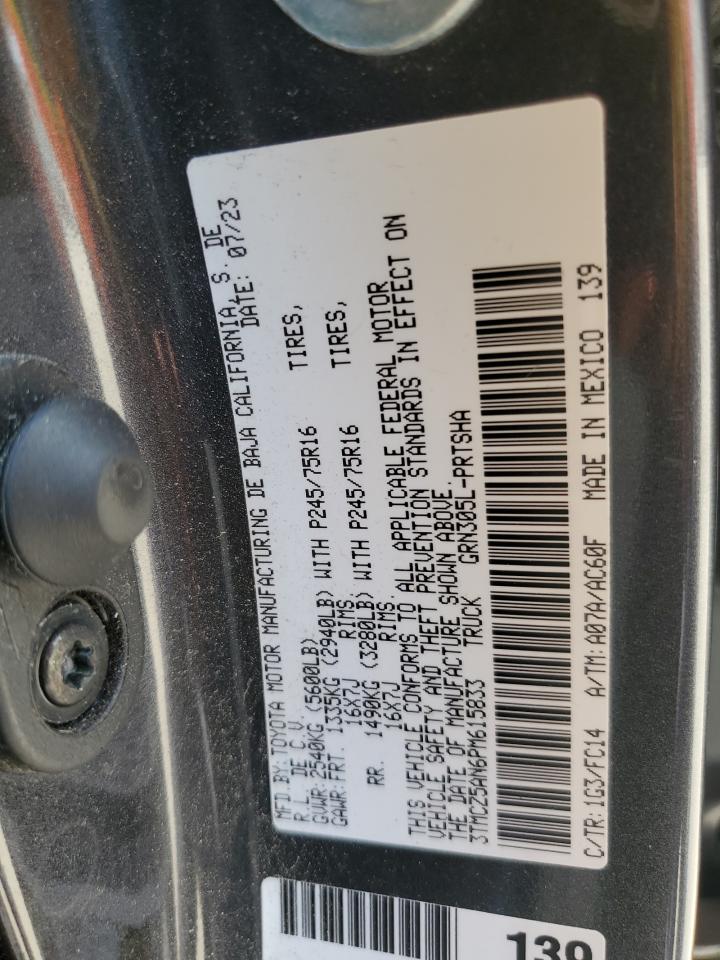 MFD.BY:TOYOTA MOTOR MANUFACTURING DE BAJA CALIFORNIA, S. DE
R.L. DE C.V. DATE: 07/23
GVWR:2540KG (5600LB)
GAWR:FRT. 1335KG (2940LB) WITH P245/75R16 TIRES,
16X7J RIMS
RR. 1490KG (3280LB) WITH P245/75R16 TIRES,
16X7J RIMS.
THIS VEHICLE CONFORMS TO ALL APPLICABLE FEDERAL MOTOR
VEHICLE SAFETY AND THEFT PREVENTION STANDARDS IN EFFECT ON
THE DATE OF MANUFACTURE SHOWN ABOVE.
3TMCZ5AN6PM615833 TRUCK GRN305L-PRTSHA
C/TR:1G3/FC14 A/TM:A07A/AC60F MADE IN MEXICO 139
139